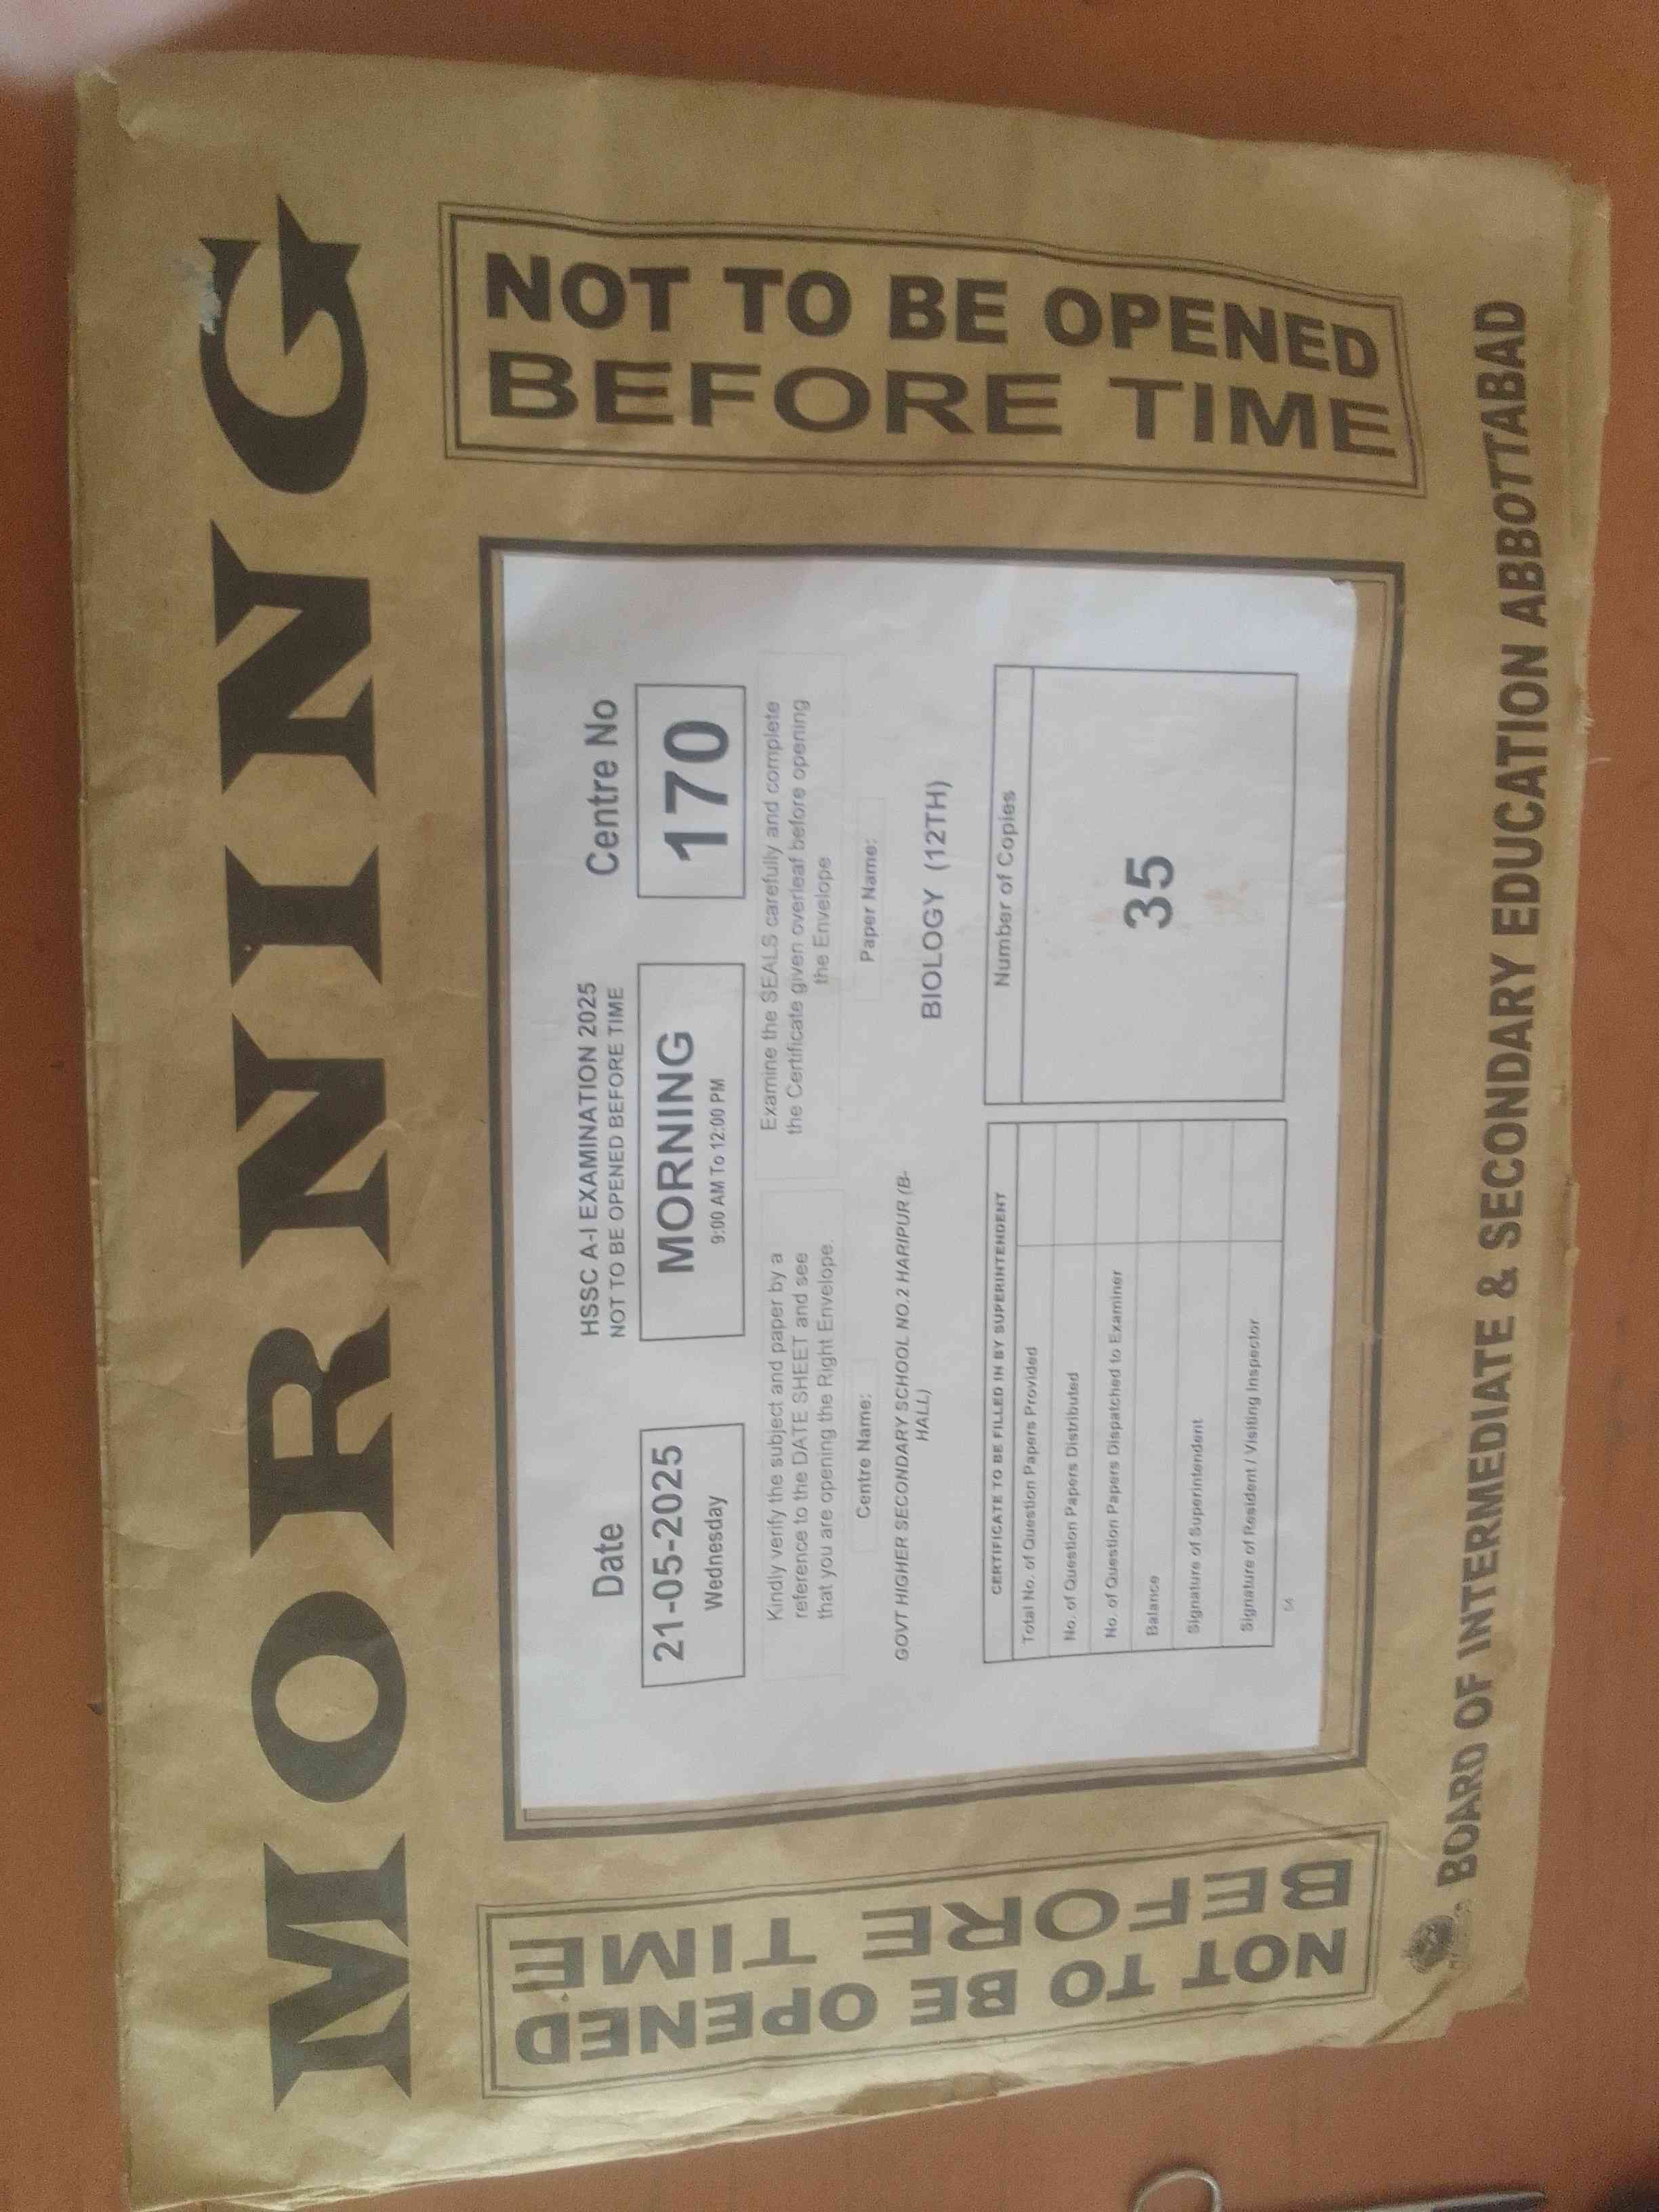 MORNING
NOT TO BE OPENED
BEFORE TIME
NOT TO BE OPENED
BEFORE TIME
HSSC A-I EXAMINATION 2025
NOT TO BE OPENED BEFORE TIME
Date
Centre No
21-05-2025
Wednesday
MORNING
9:00 AM To 12:00 PM
170
Kindly verify the subject and paper by a
reference to the DATE SHEET and see
that you are opening the Right Envelope.
Examine the SEALS carefully and complete
the Certificate given overleaf before opening
the Envelope
Centre Name:
Paper Name:
GOVT HIGHER SECONDARY SCHOOL NO.2 HARIPUR (B-
HALL)
BIOLOGY (12TH)
CERTIFICATE TO BE FILLED IN BY SUPERINTENDENT
Total No. of Question Papers Provided
No. of Question Papers Distributed
No. of Question Papers Dispatched to Examiner
Balance
Signature of Superintendent
Signature of Resident / Visiting Inspector
Number of Copies
35
54
BOARD OF INTERMEDIATE & SECONDARY EDUCATION ABBOTTABAD